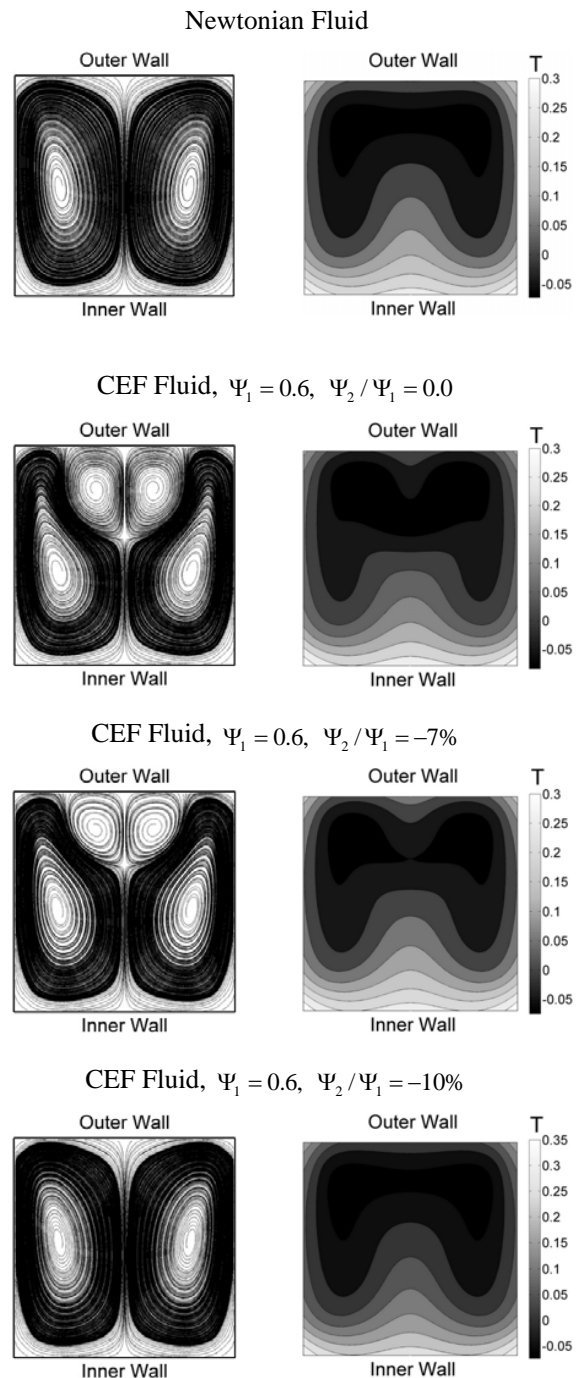 Newtonian Fluid
Outer Wall
Outer Wall
T
0.3
0.25
0.2
0.15
0.1
0.05
0
-0.05
Inner Wall
Inner Wall
CEF Fluid, Ψ₁ = 0.6, Ψ₂ / Ψ₁ = 0.0
Outer Wall
Outer Wall
T
0.3
0.25
0.2
0.15
0.1
0.05
0
-0.05
Inner Wall
Inner Wall
CEF Fluid, Ψ₁ = 0.6, Ψ₂ / Ψ₁ = −7%
Outer Wall
Outer Wall
T
0.3
0.25
0.2
0.15
0.1
0.05
0
-0.05
Inner Wall
Inner Wall
CEF Fluid, Ψ₁ = 0.6, Ψ₂ / Ψ₁ = −10%
Outer Wall
Outer Wall
T
0.35
0.3
0.25
0.2
0.15
0.1
0.05
0
-0.05
Inner Wall
Inner Wall